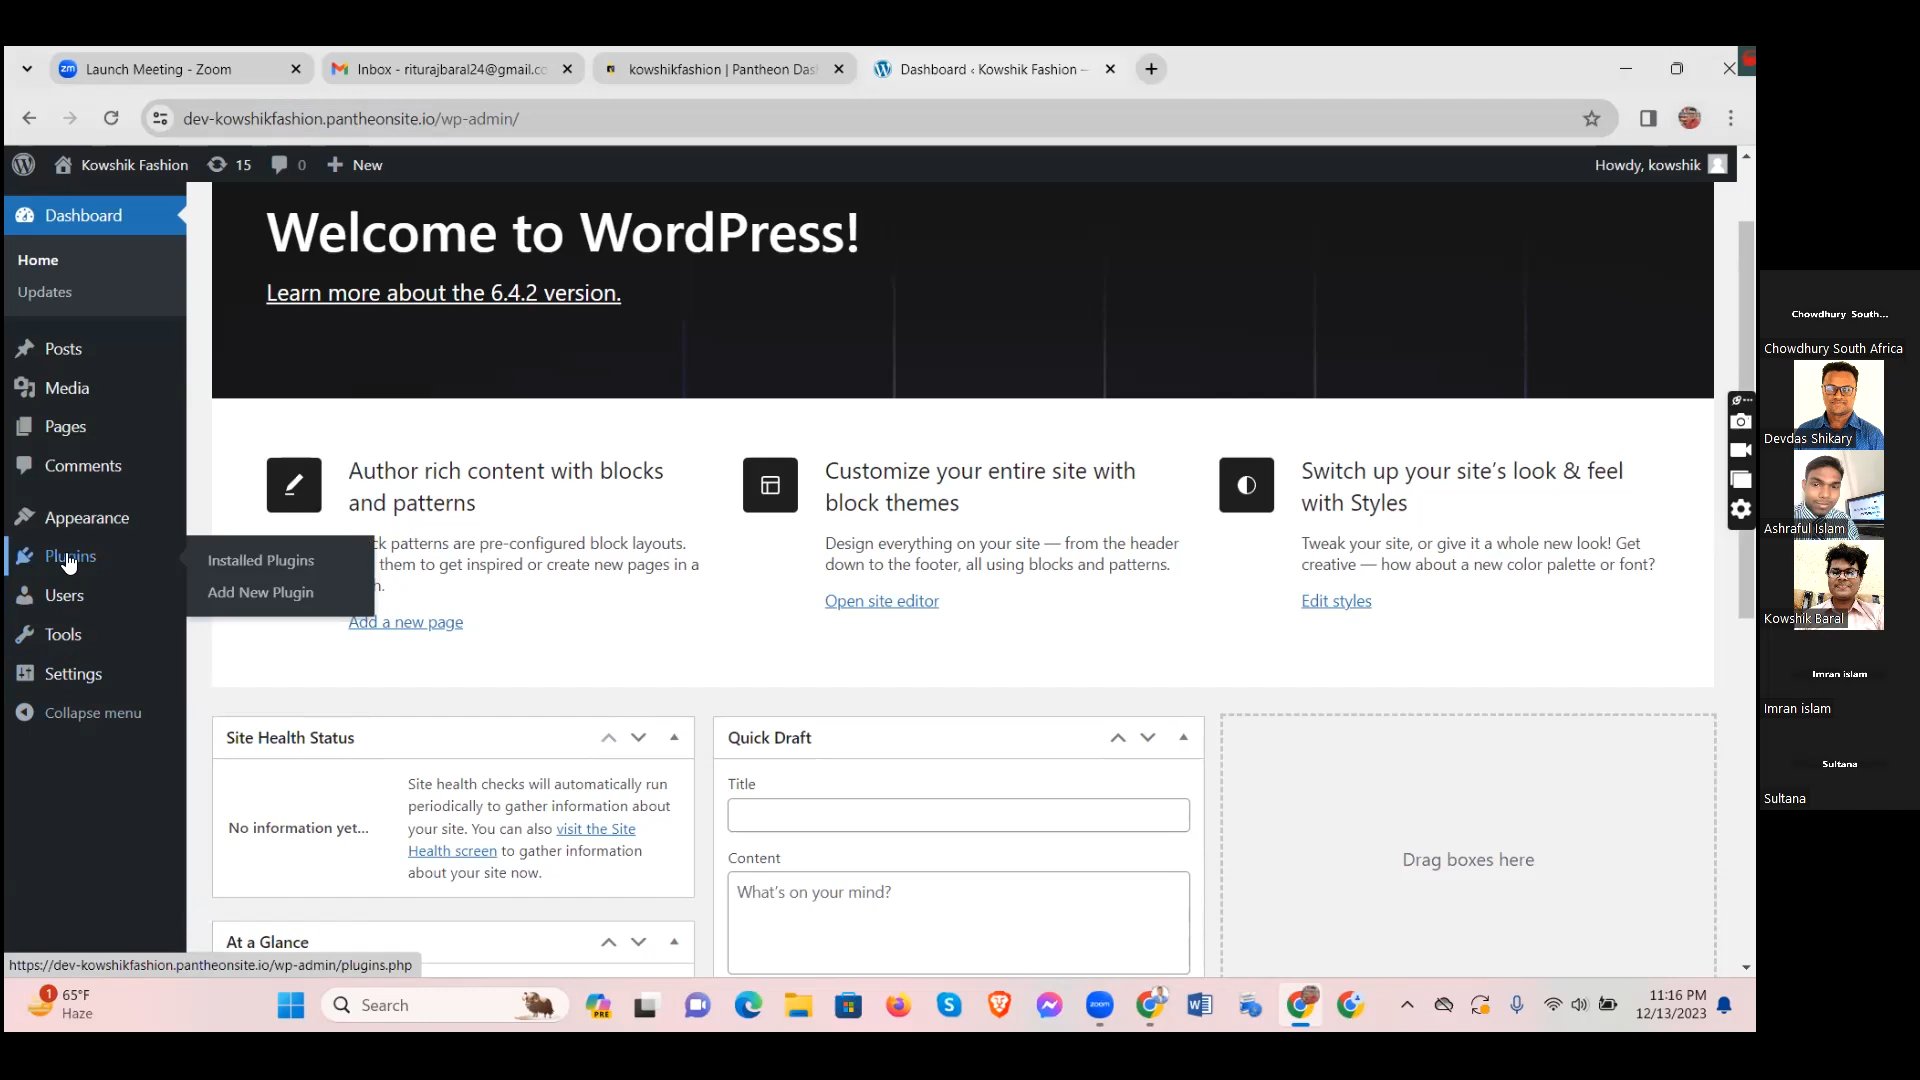 Launch Meeting - Zoom
Inbox - riturajbaral24@gmail.co
kowshikfashion | Pantheon Das
Dashboard ‹ Kowshik Fashion —
dev-kowshikfashion.pantheonsite.io/wp-admin/
Kowshik Fashion
15
0
New
Howdy, kowshik
Dashboard
Home
Updates
Posts
Media
Pages
Comments
Appearance
Plugins
Users
Tools
Settings
Collapse menu
Installed Plugins
Add New Plugin
Welcome to WordPress!
Learn more about the 6.4.2 version.
Author rich content with blocks
and patterns
ck patterns are pre-configured block layouts.
them to get inspired or create new pages in a
h.
Add a new page
Customize your entire site with
block themes
Design everything on your site — from the header
down to the footer, all using blocks and patterns.
Open site editor
Switch up your site’s look & feel
with Styles
Tweak your site, or give it a whole new look! Get
creative — how about a new color palette or font?
Edit styles
Site Health Status
No information yet...
Site health checks will automatically run
periodically to gather information about
your site. You can also visit the Site
Health screen to gather information
about your site now.
At a Glance
Quick Draft
Title
Content
What’s on your mind?
Drag boxes here
https://dev-kowshikfashion.pantheonsite.io/wp-admin/plugins.php
1
65°F
Haze
Search
PRE
zoom
11:16 PM
12/13/2023
Chowdhury South...
Chowdhury South Africa
Devdas Shikary
Ashraful Islam
Kowshik Baral
Imran islam
Imran islam
Sultana
Sultana